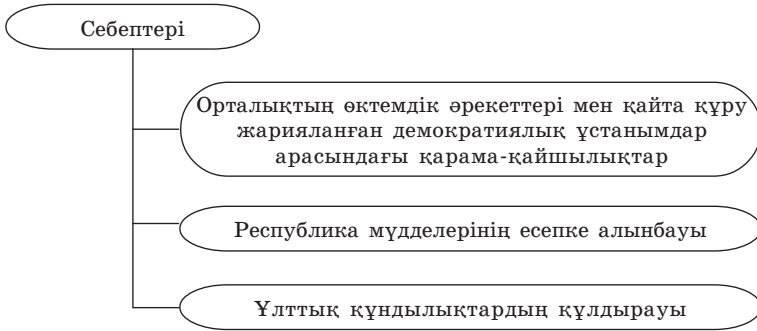 Себептері
Орталықтың өктемдік әрекеттері мен қайта құру
жарияланған демократиялық ұстанымдар
арасындағы қарама-қайшылықтар
Республика мүдделерінің есепке алынбауы
Ұлттық құндылықтардың құлдырауы